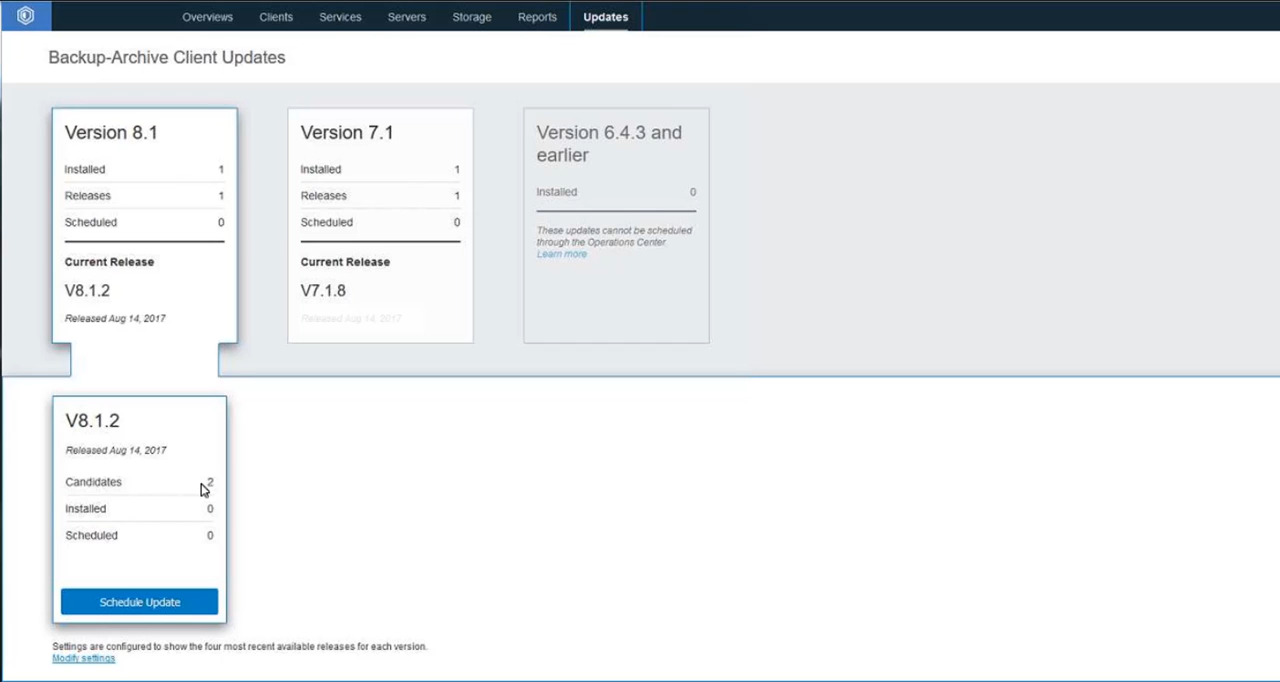 Overviews Clients Services Servers Storage Reports Updates
Backup-Archive Client Updates
Version 8.1
Installed 1
Releases 1
Scheduled 0
Current Release
V8.1.2
Released Aug 14, 2017
Version 7.1
Installed 1
Releases 1
Scheduled 0
Current Release
V7.1.8
Released Aug 14, 2017
Version 6.4.3 and
earlier
Installed 0
These updates cannot be scheduled
through the Operations Center.
Learn more
V8.1.2
Released Aug 14, 2017
Candidates 2
Installed 0
Scheduled 0
Schedule Update
Settings are configured to show the four most recent available releases for each version.
Modify settings